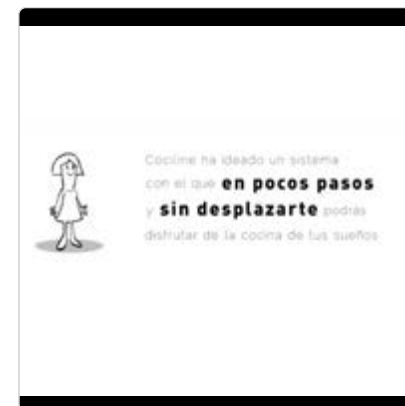 Cociline ha ideado un sistema
con el que en pocos pasos
y sin desplazarte podrás
disfrutar de la cocina de tus sueños